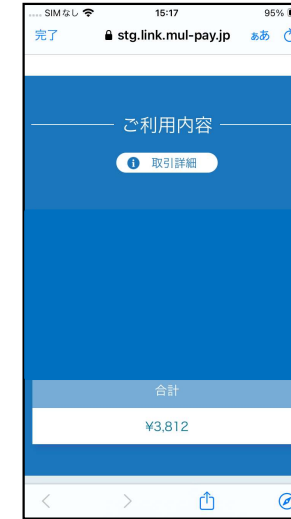 SIMなし 15:17 95%
完了 stg.link.mul-pay.jp ぁあ
ご利用内容
取引詳細
合計
¥3,812